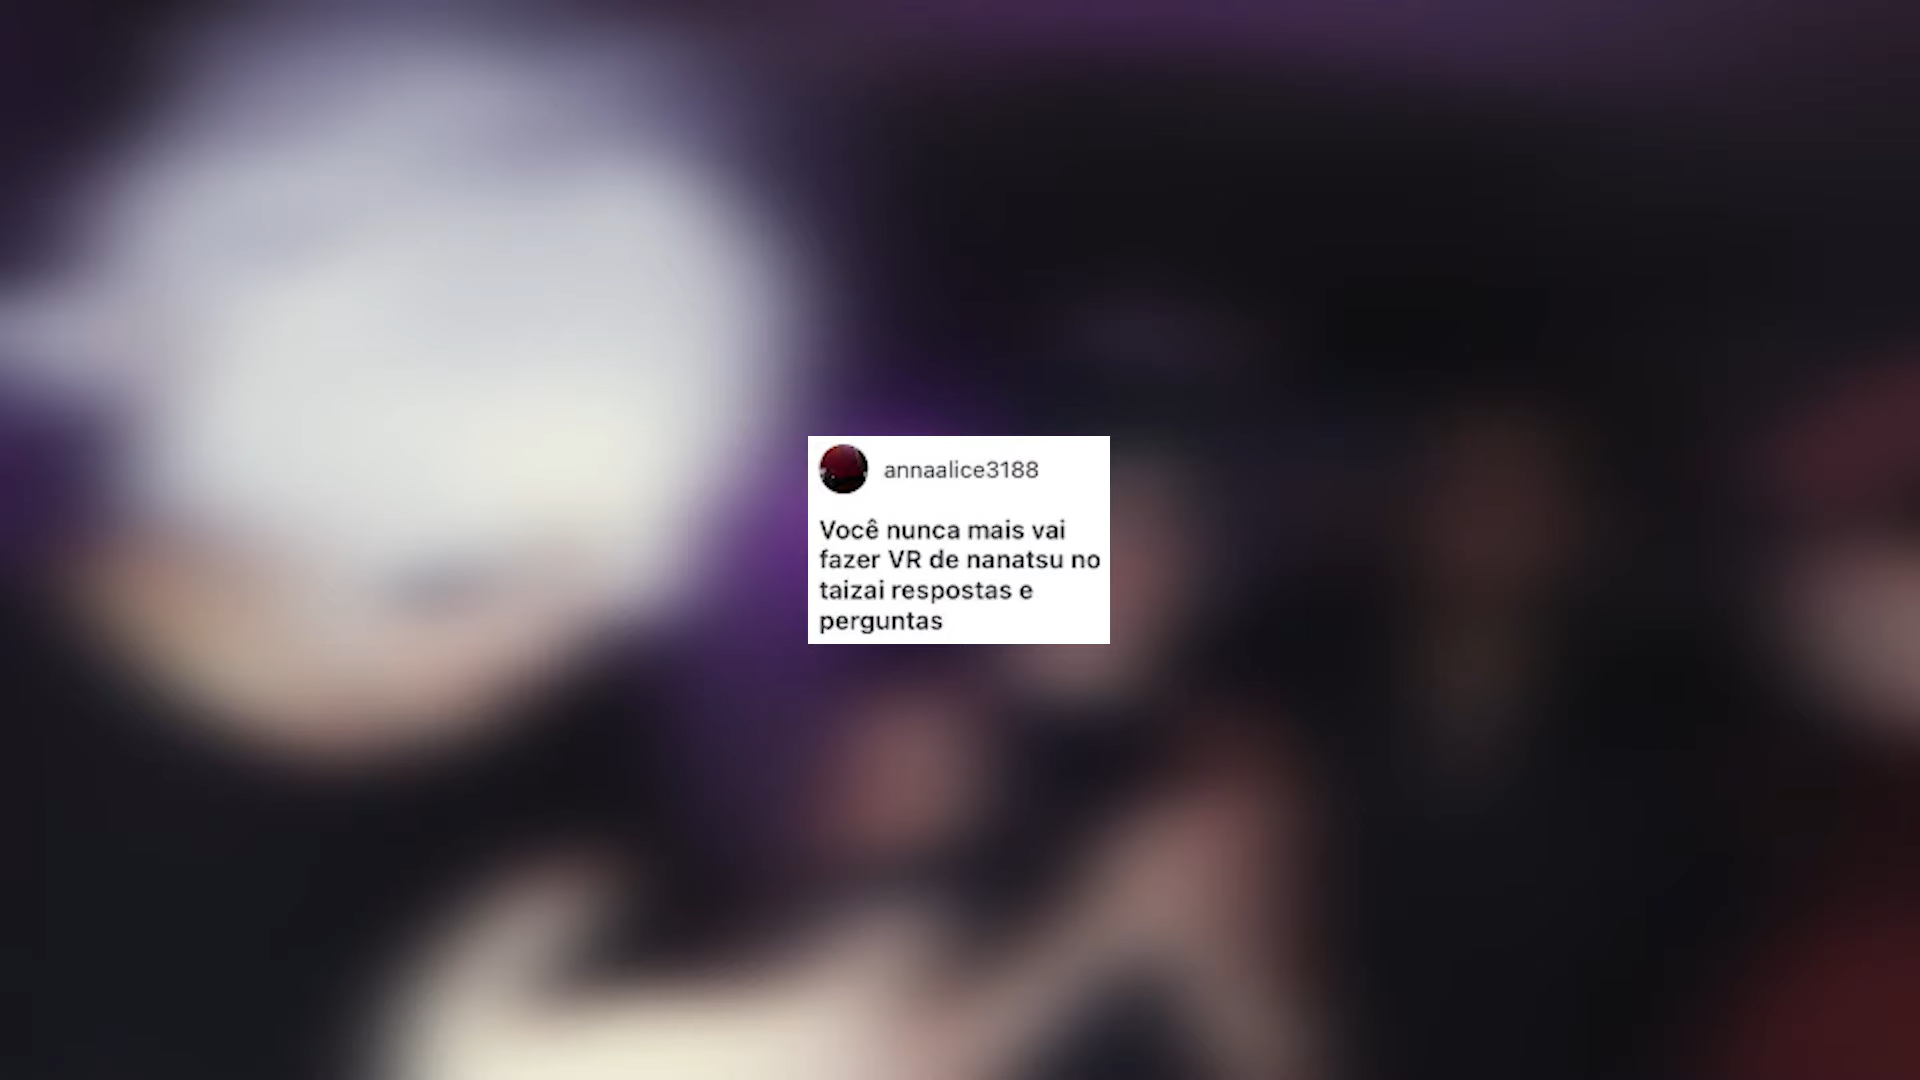 annaalice3188
Você nunca mais vai
fazer VR de nanatsu no
taizai respostas e
perguntas